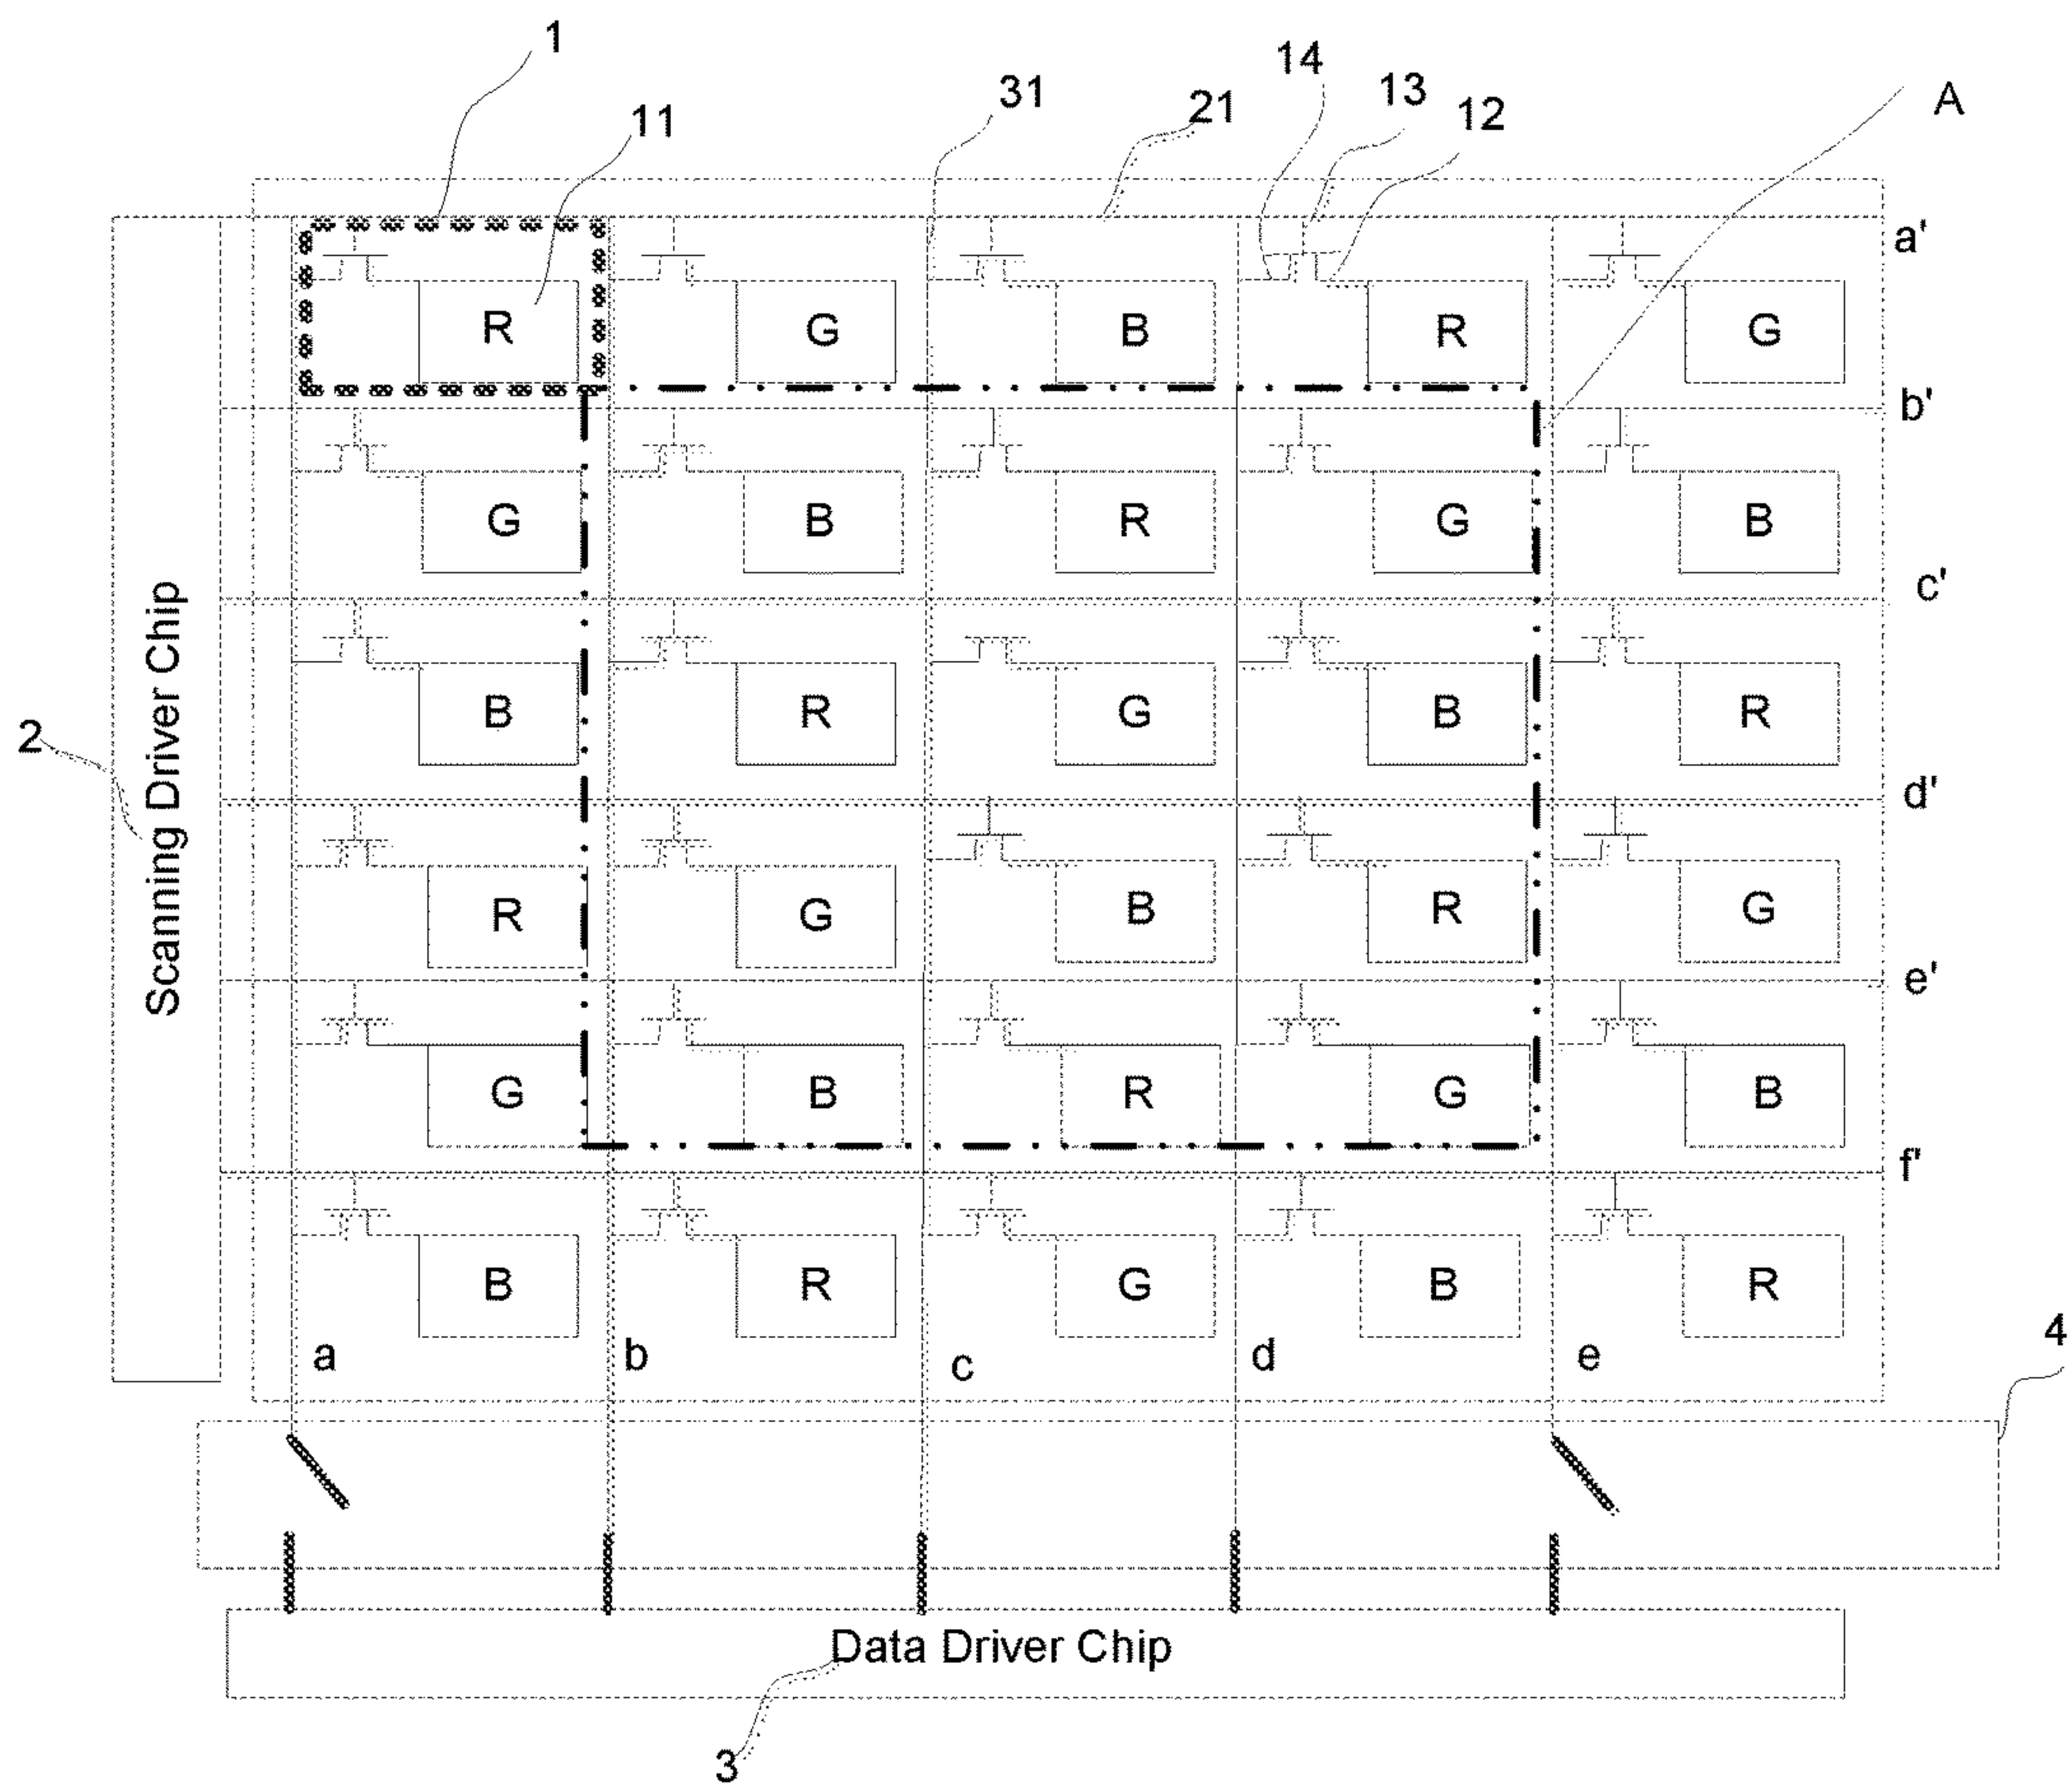 1
11
31
21
14
13
12
A
a'
R G B R G
b'
G B R G B
c'
B R G B R
d'
R G B R G
e'
G B R G B
f'
B R G B R
a b c d e
Scanning Driver Chip
2
4
Data Driver Chip
3